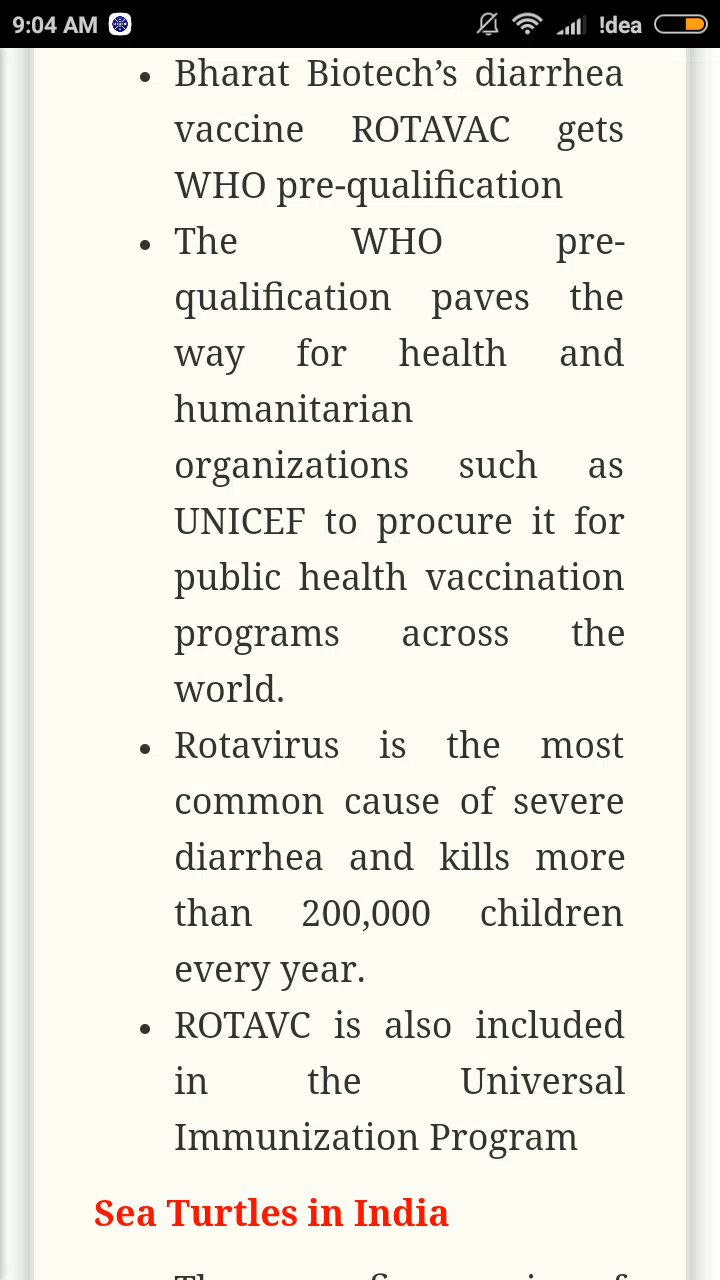 9:04 AM !dea
• Bharat Biotech’s diarrhea
vaccine ROTAVAC gets
WHO pre-qualification
• The WHO pre-
qualification paves the
way for health and
humanitarian
organizations such as
UNICEF to procure it for
public health vaccination
programs across the
world.
• Rotavirus is the most
common cause of severe
diarrhea and kills more
than 200,000 children
every year.
• ROTAVC is also included
in the Universal
Immunization Program
Sea Turtles in India